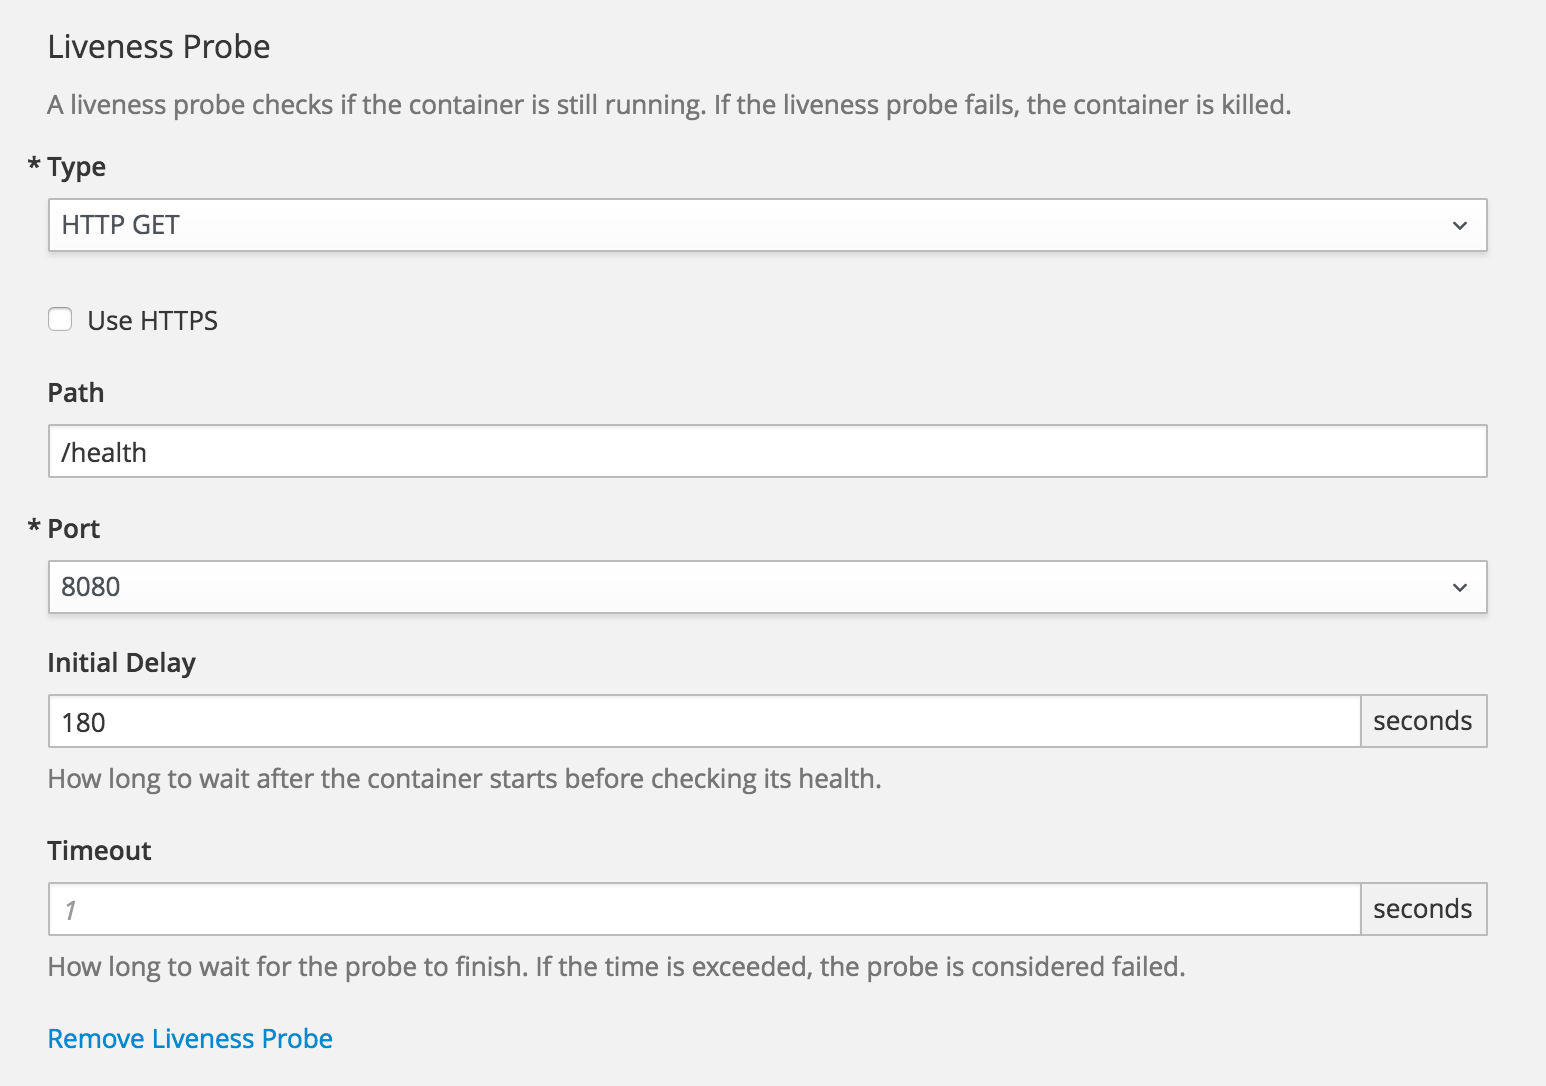 Liveness Probe
A liveness probe checks if the container is still running. If the liveness probe fails, the container is killed.
* Type
HTTP GET
Use HTTPS
Path
/health
* Port
8080
Initial Delay
180 seconds
How long to wait after the container starts before checking its health.
Timeout
1 seconds
How long to wait for the probe to finish. If the time is exceeded, the probe is considered failed.
Remove Liveness Probe